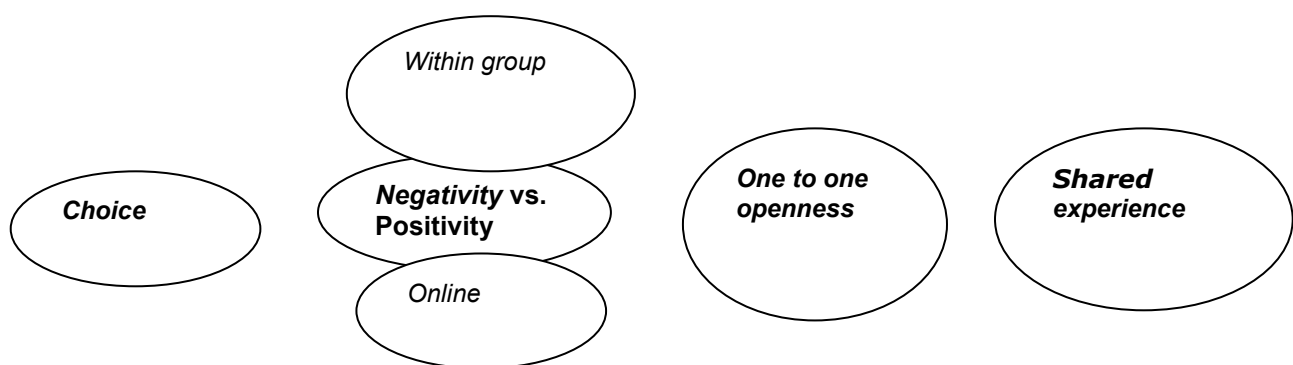 Within group
Choice
Negativity vs.
Positivity
Online
One to one
openness
Shared
experience